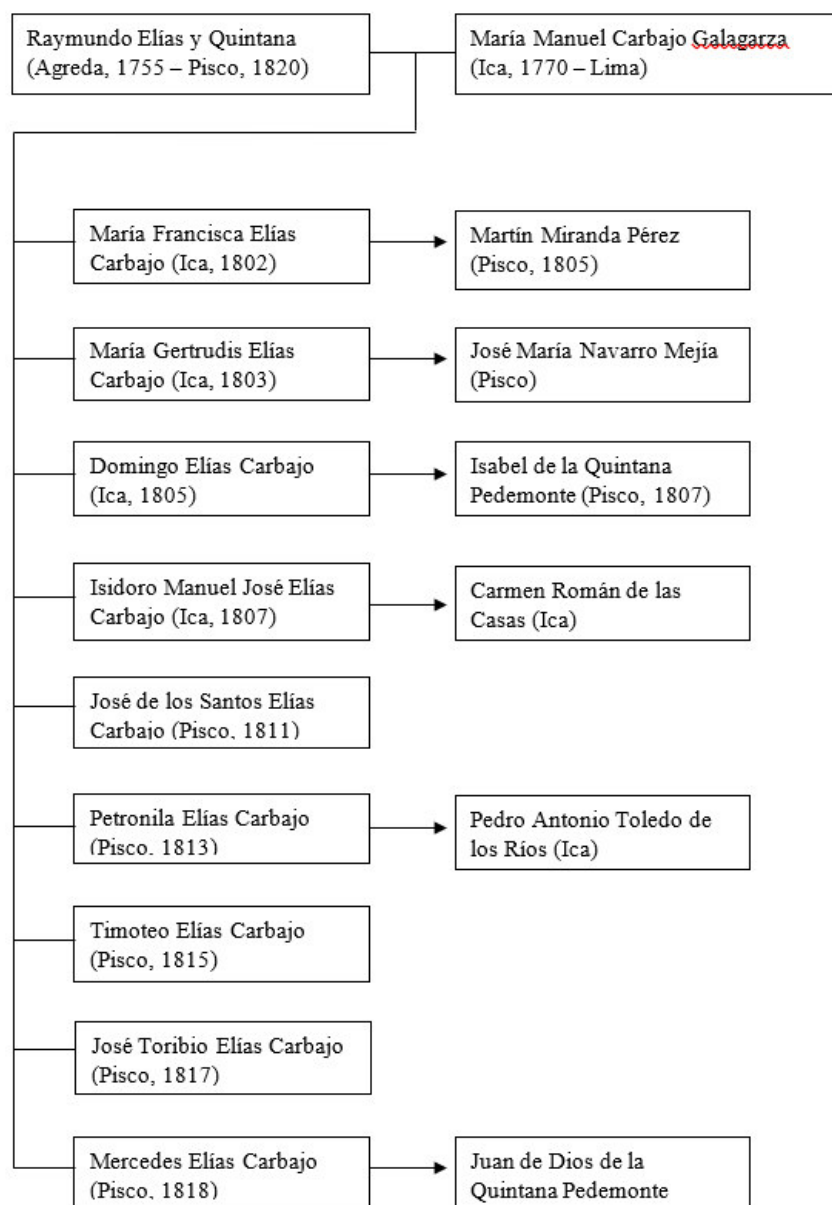 Raymundo Elías y Quintana
(Agreda, 1755 – Pisco, 1820)
María Manuel Carbajo Galagarza
(Ica, 1770 – Lima)
María Francisca Elías
Carbajo (Ica, 1802)
Martín Miranda Pérez
(Pisco, 1805)
María Gertrudis Elías
Carbajo (Ica, 1803)
José María Navarro Mejía
(Pisco)
Domingo Elías Carbajo
(Ica, 1805)
Isabel de la Quintana
Pedemonte (Pisco, 1807)
Isidoro Manuel José Elías
Carbajo (Ica, 1807)
Carmen Román de las
Casas (Ica)
José de los Santos Elías
Carbajo (Pisco, 1811)
Petronila Elías Carbajo
(Pisco, 1813)
Pedro Antonio Toledo de
los Ríos (Ica)
Timoteo Elías Carbajo
(Pisco, 1815)
José Toribio Elías Carbajo
(Pisco, 1817)
Mercedes Elías Carbajo
(Pisco, 1818)
Juan de Dios de la
Quintana Pedemonte